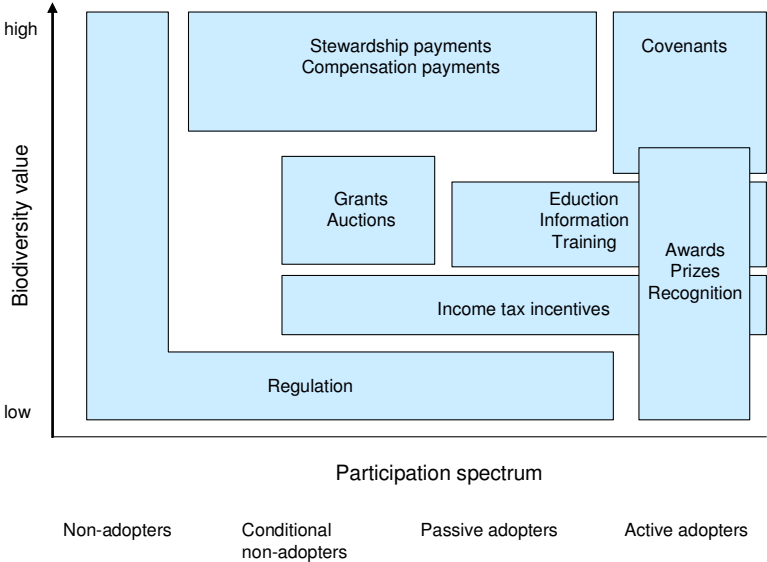 high
Stewardship payments
Compensation payments
Covenants
Biodiversity value
Grants
Auctions
Eduction
Information
Training
Awards
Prizes
Recognition
Income tax incentives
Regulation
low
Participation spectrum
Non-adopters
Conditional
non-adopters
Passive adopters
Active adopters